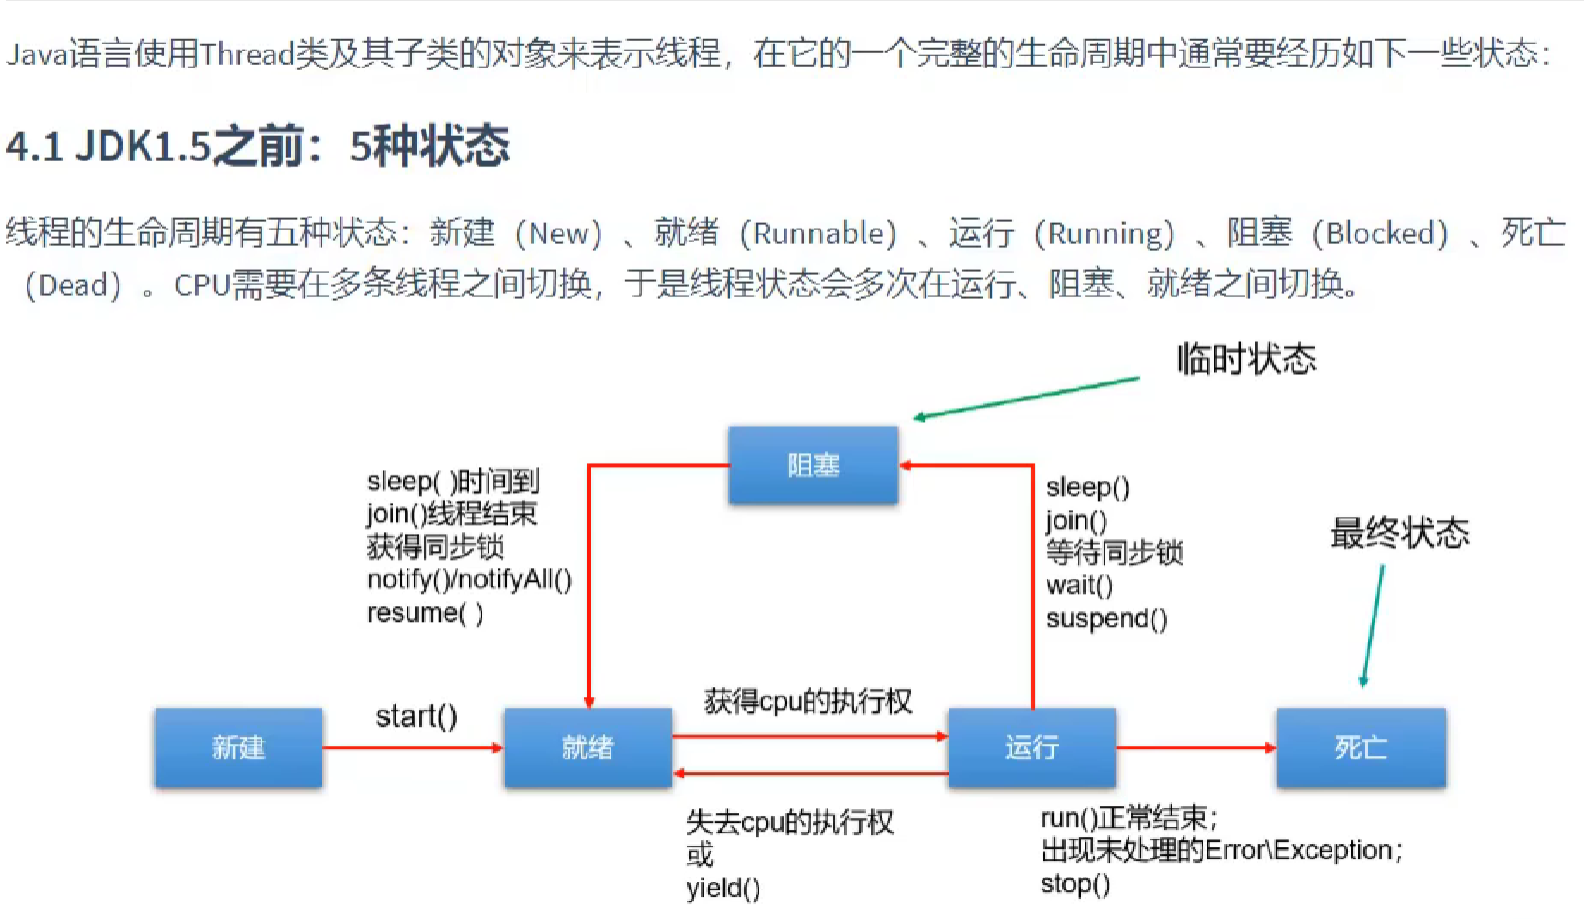 Java语言使用Thread类及其子类的对象来表示线程，在它的一个完整的生命周期中通常要经历如下一些状态：
4.1 JDK1.5之前：5种状态
线程的生命周期有五种状态：新建（New）、就绪（Runnable）、运行（Running）、阻塞（Blocked）、死亡
（Dead）。CPU需要在多条线程之间切换，于是线程状态会多次在运行、阻塞、就绪之间切换。
临时状态
阻塞
sleep( )时间到
join()线程结束
获得同步锁
notify()/notifyAll()
resume( )
sleep()
join()
等待同步锁
wait()
suspend()
最终状态
新建
start()
就绪
获得cpu的执行权
运行
死亡
失去cpu的执行权
或
yield()
run()正常结束；
出现未处理的Error\Exception；
stop()